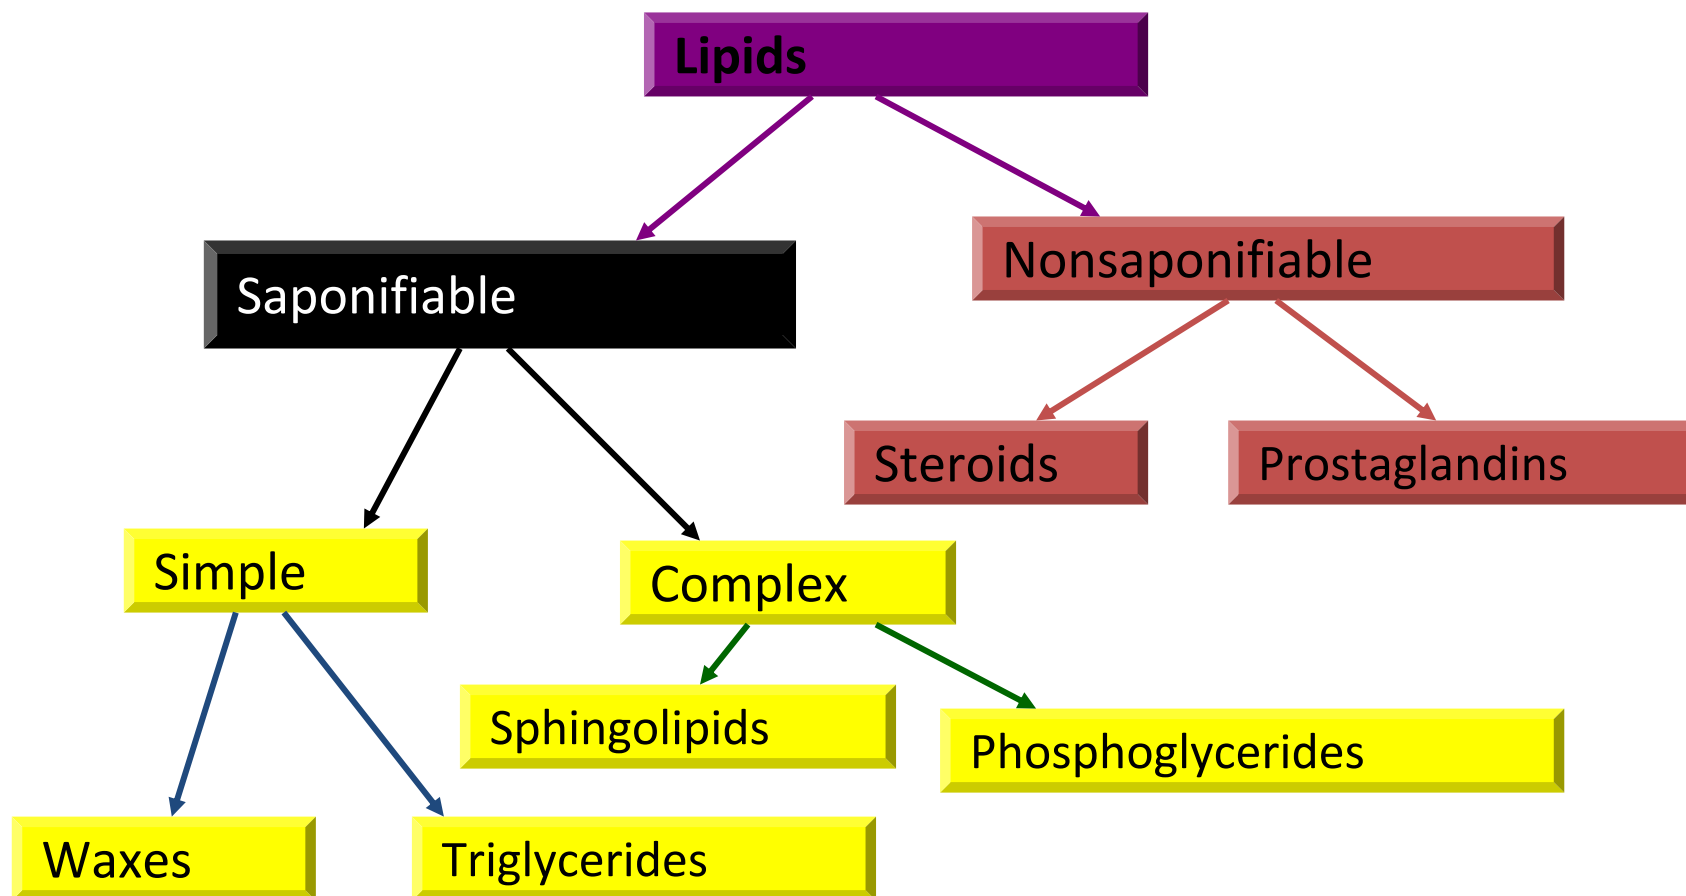 Lipids
Saponifiable
Nonsaponifiable
Steroids
Prostaglandins
Simple
Complex
Sphingolipids
Phosphoglycerides
Waxes
Triglycerides